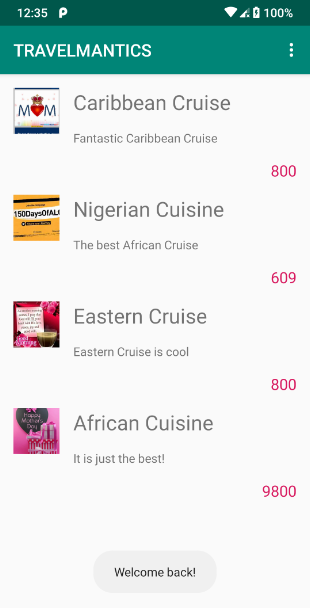 12:35
100%
TRAVELMANTICS
MOM
Caribbean Cruise
Fantastic Caribbean Cruise
800
150DaysOfALC
Nigerian Cuisine
The best African Cruise
609
Eastern Cruise
Eastern Cruise is cool
800
Happy
Mother's
Day
African Cuisine
It is just the best!
9800
Welcome back!